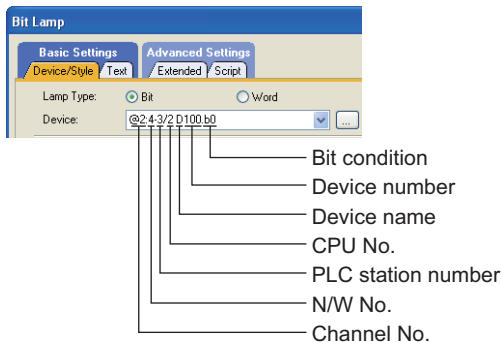 Bit Lamp
Basic Settings Advanced Settings
Device/Style Text Extended Script
Lamp Type: Bit Word
Device: @2:4-3/2 D100.b0 ...
Bit condition
Device number
Device name
CPU No.
PLC station number
N/W No.
Channel No.